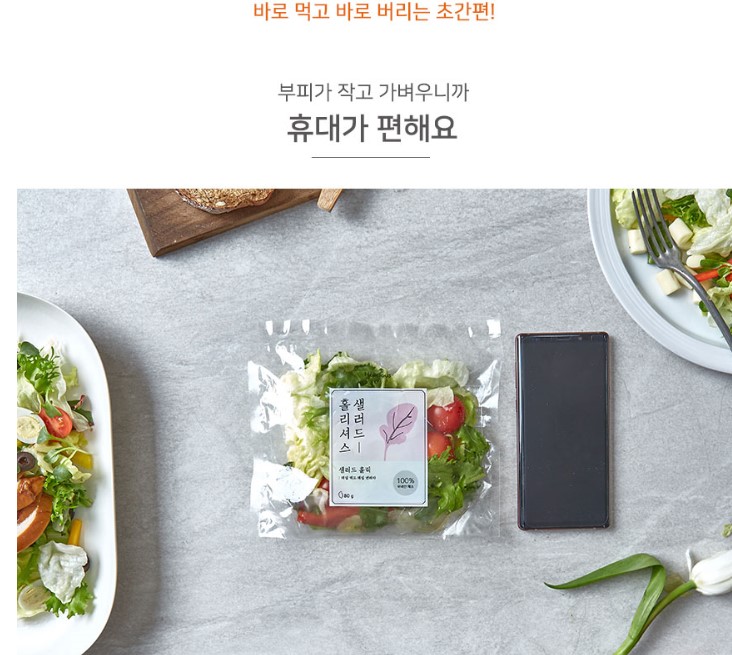 바로 먹고 바로 버리는 초간편!
부피가 작고 가벼우니까
휴대가 편해요
샐러드
홀리셔스
샐러드 홀릭
100%
80 g